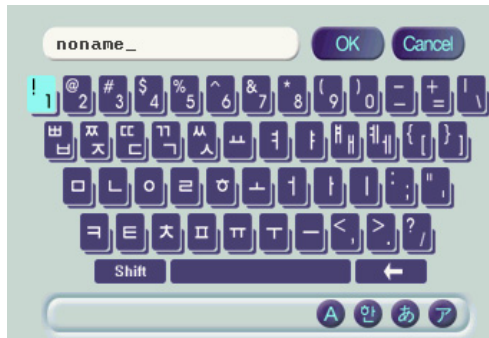 noname_ OK Cancel
! 1 @ 2 # 3 $ 4 % 5 ^ 6 & 7 * 8 ( 9 ) 0 _ - + = | \
ㅃ ㅂ ㅉ ㅈ ㄸ ㄷ ㄲ ㄱ ㅆ ㅅ ㅛ ㅕ ㅑ ㅒ ㅐ ㅖ ㅔ { [ } ]
ㅁ ㄴ ㅇ ㄹ ㅎ ㅗ ㅓ ㅏ ㅣ : ; " '
ㅋ ㅌ ㅊ ㅍ ㅠ ㅜ ㅡ < , > . ? /
Shift ←
A 한 あ ア